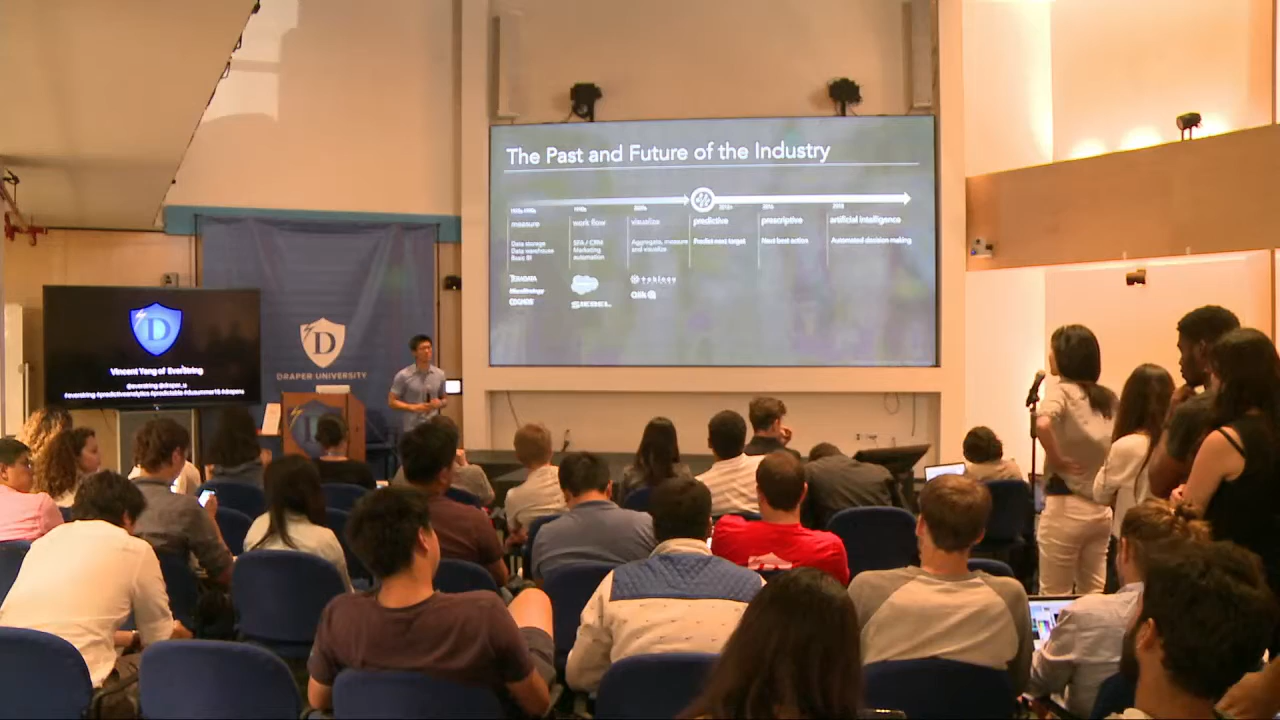 The Past and Future of the Industry
measure
work flow
visualize
predictive
prescriptive
artificial intelligence
Data storage
Data warehouse
Basic BI
SFA / CRM
Marketing
automation
Aggregate, measure
and visualize
Predict next target
Next best action
Automated decision making
TERADATA
MicroStrategy
COGNOS
tableau
Qlik
D
Vincent Yang of EverString
@everstring @draper_u
D
DRAPER UNIVERSITY